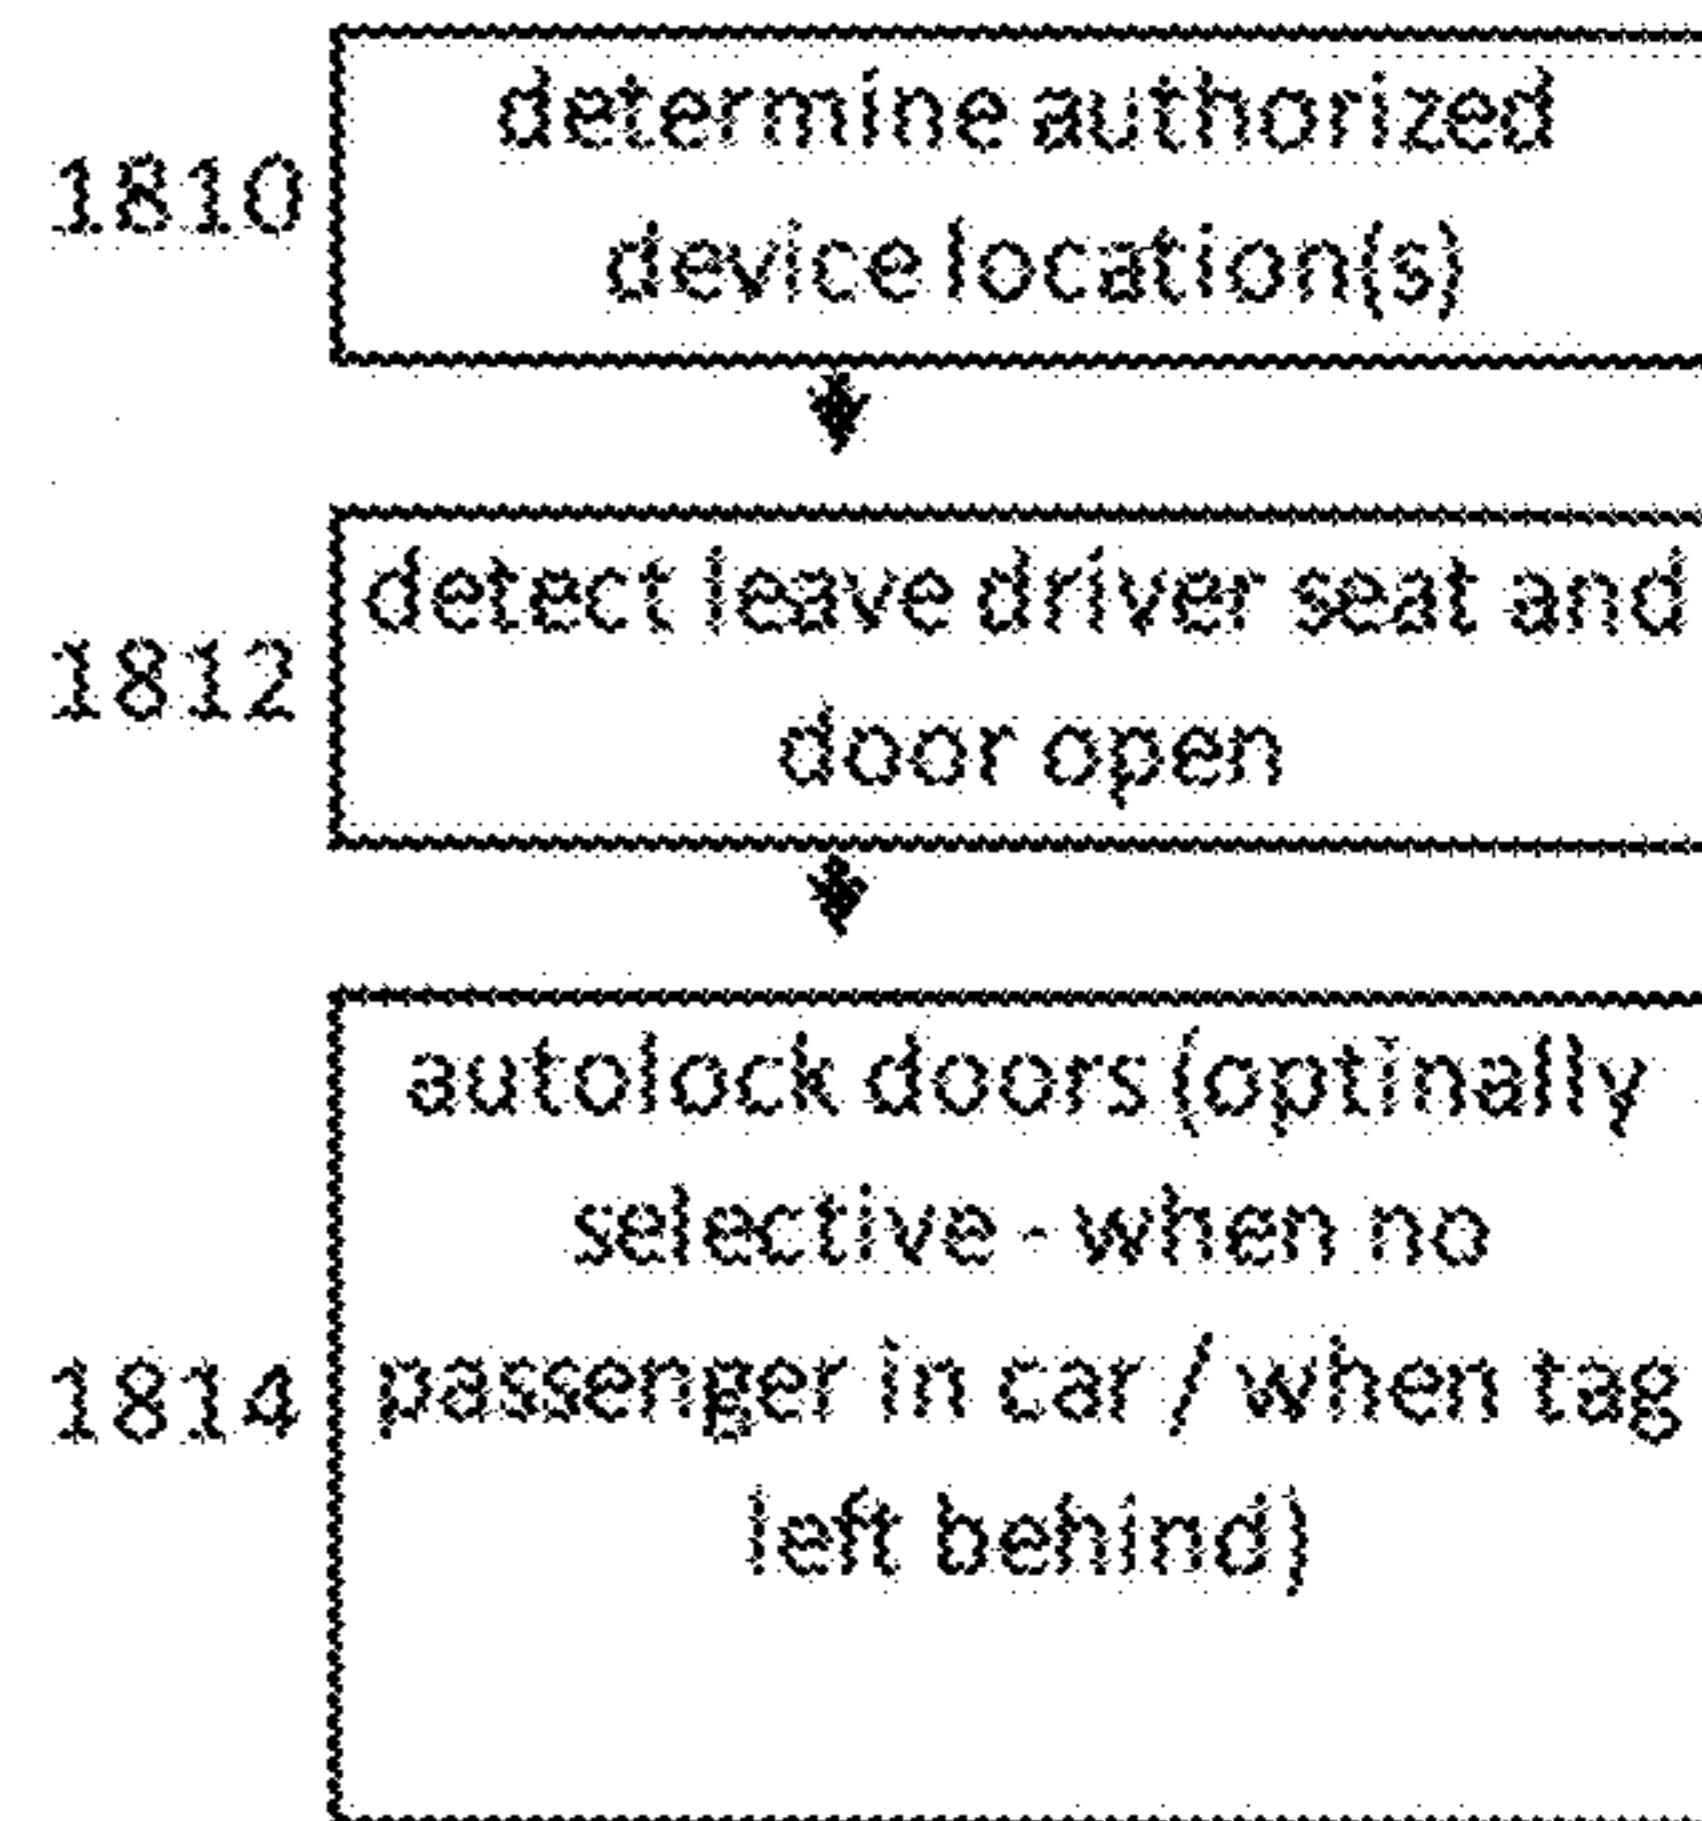 determine authorized
1810
device location(s)
detect leave driver seat and
1812
door open
autolock doors (optinally
selective - when no
1814
passenger in car / when tag
left behind)